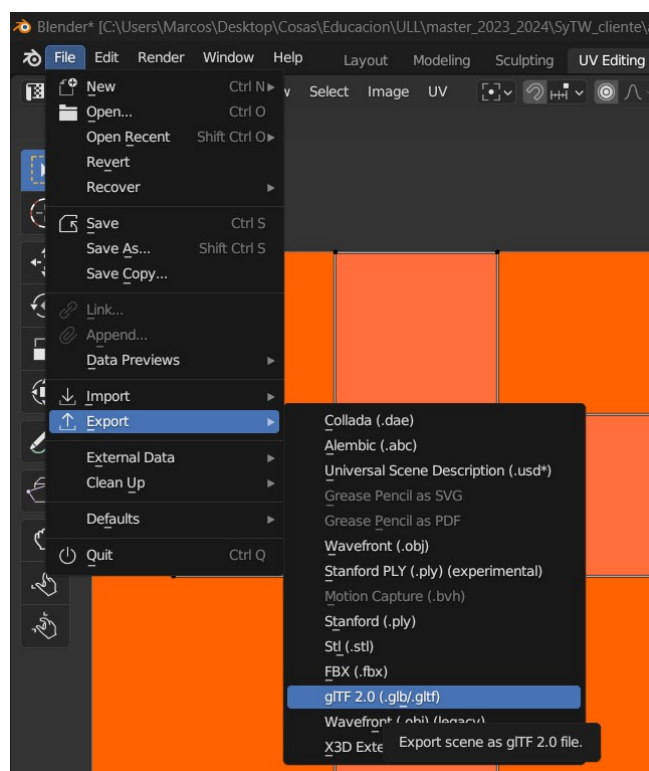 Blender* [C:\Users\Marcos\Desktop\Cosas\Educacion\ULL\master_2023_2024\SyTW_cliente\
File Edit Render Window Help Layout Modeling Sculpting UV Editing
Select Image UV
New Ctrl N
Open... Ctrl O
Open Recent Shift Ctrl O
Revert
Recover
Save Ctrl S
Save As... Shift Ctrl S
Save Copy...
Link...
Append...
Data Previews
Import
Export
External Data
Clean Up
Defaults
Quit Ctrl Q
Collada (.dae)
Alembic (.abc)
Universal Scene Description (.usd*)
Grease Pencil as SVG
Grease Pencil as PDF
Wavefront (.obj)
Stanford PLY (.ply) (experimental)
Motion Capture (.bvh)
Stanford (.ply)
Stl (.stl)
FBX (.fbx)
glTF 2.0 (.glb/.gltf)
Wavefront (.obj) (legacy)
X3D Exte
Export scene as glTF 2.0 file.